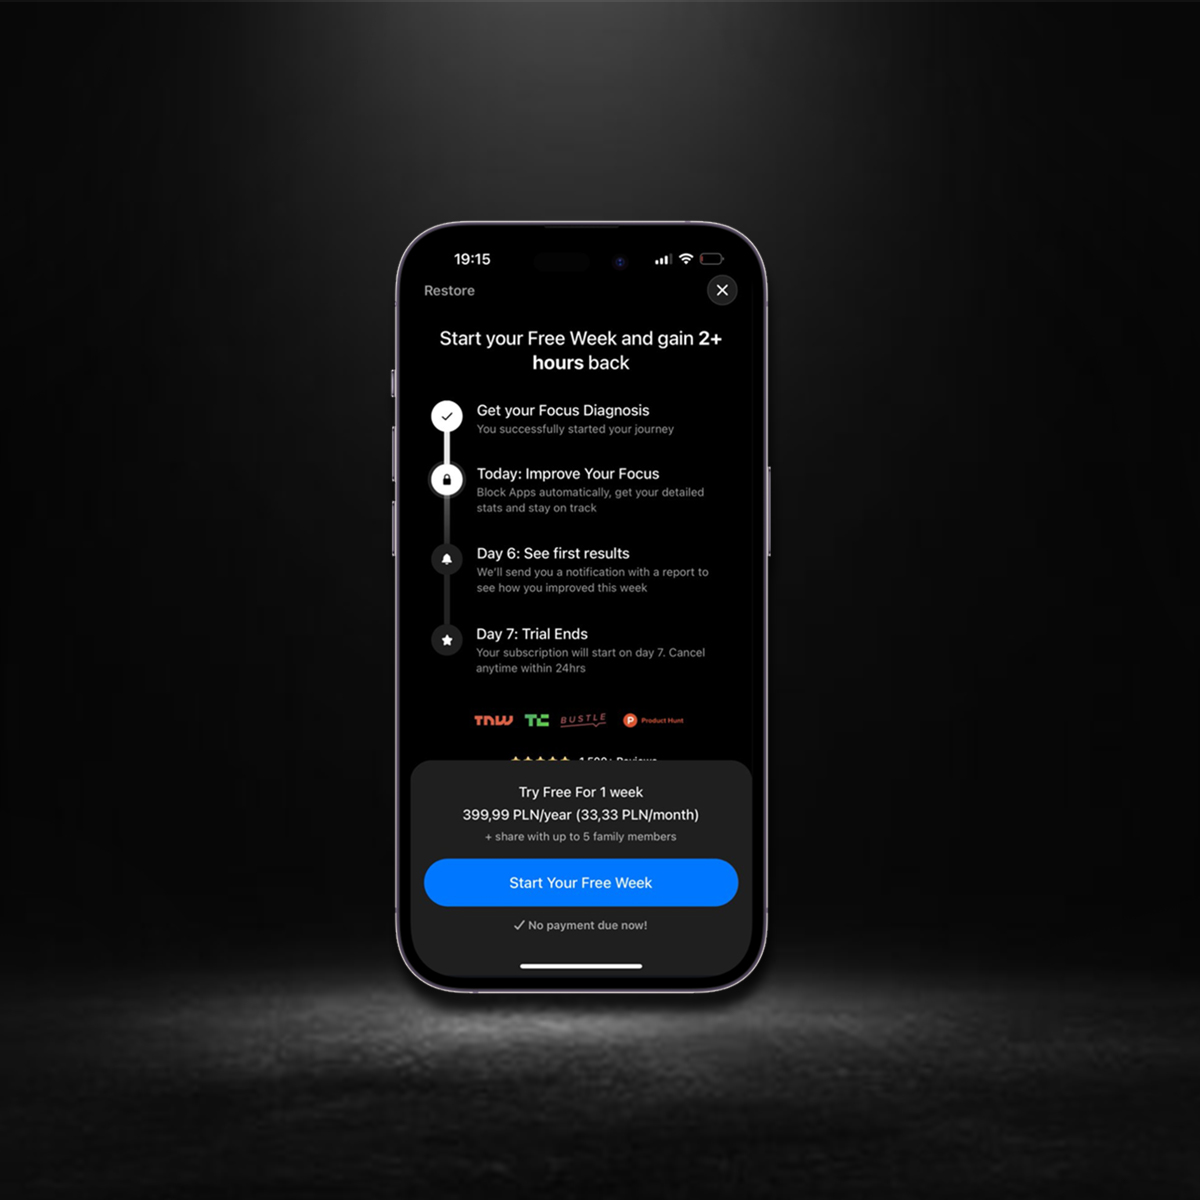 19:15
Restore
Start your Free Week and gain 2+
hours back
Get your Focus Diagnosis
You successfully started your journey
Today: Improve Your Focus
Block Apps automatically, get your detailed
stats and stay on track
Day 6: See first results
We'll send you a notification with a report to
see how you improved this week
Day 7: Trial Ends
Your subscription will start on day 7. Cancel
anytime within 24hrs
TNW TC BUSTLE P Product Hunt
Try Free For 1 week
399,99 PLN/year (33,33 PLN/month)
+ share with up to 5 family members
Start Your Free Week
✓ No payment due now!